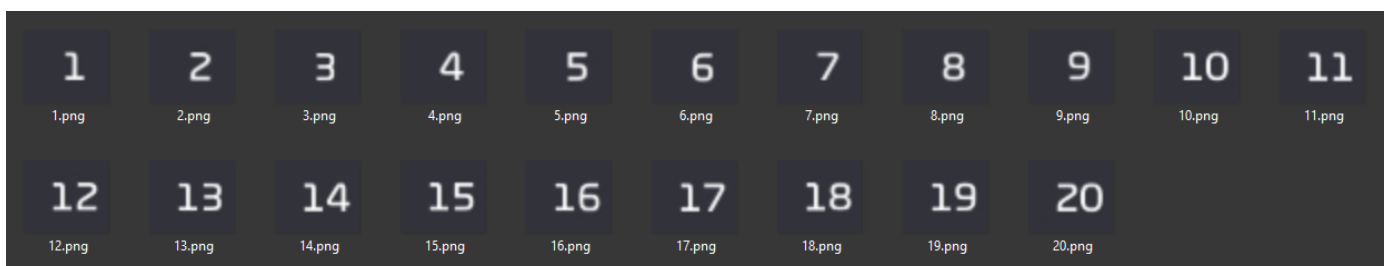 1 2 3 4 5 6 7 8 9 10 11
1.png 2.png 3.png 4.png 5.png 6.png 7.png 8.png 9.png 10.png 11.png
12 13 14 15 16 17 18 19 20
12.png 13.png 14.png 15.png 16.png 17.png 18.png 19.png 20.png